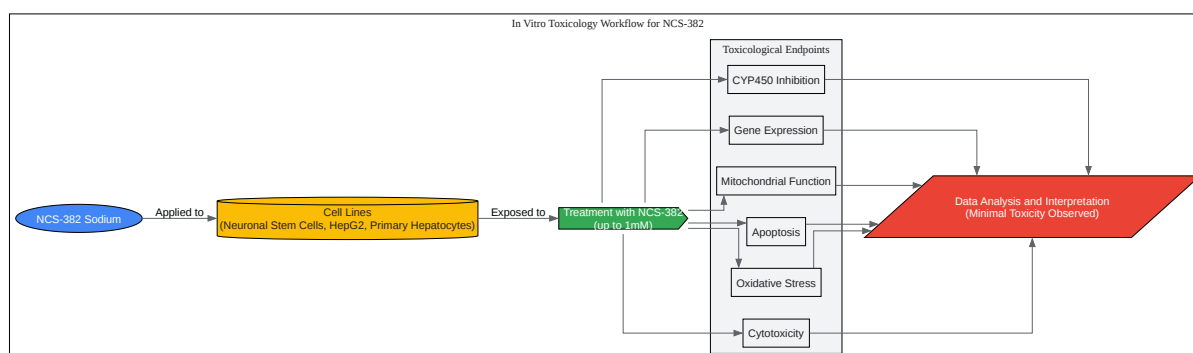 In Vitro Toxicology Workflow for NCS-382
Toxicological Endpoints
CYP450 Inhibition
Gene Expression
Mitochondrial Function
NCS-382 Sodium
Applied to
Cell Lines
(Neuronal Stem Cells, HepG2, Primary Hepatocytes)
Exposed to
Treatment with NCS-382
(up to 1mM)
Apoptosis
Oxidative Stress
Cytotoxicity
Data Analysis and Interpretation
(Minimal Toxicity Observed)